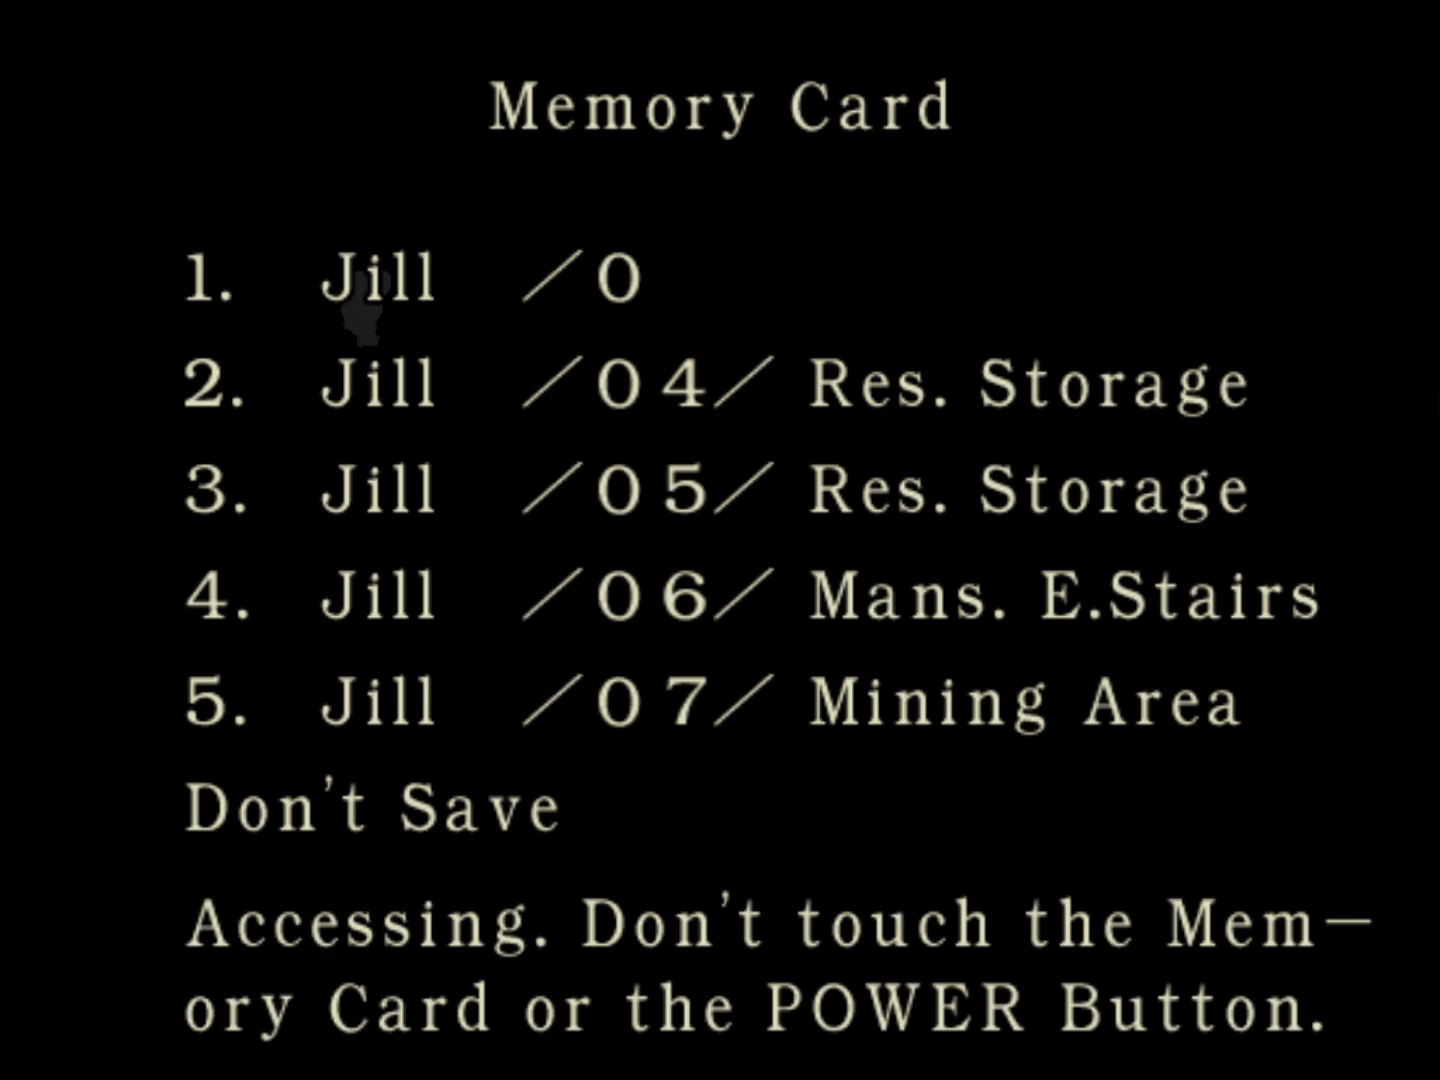 Memory Card
1. Jill ／0
2. Jill ／04／ Res. Storage
3. Jill ／05／ Res. Storage
4. Jill ／06／ Mans. E.Stairs
5. Jill ／07／ Mining Area
Don't Save
Accessing. Don't touch the Mem—
ory Card or the POWER Button.